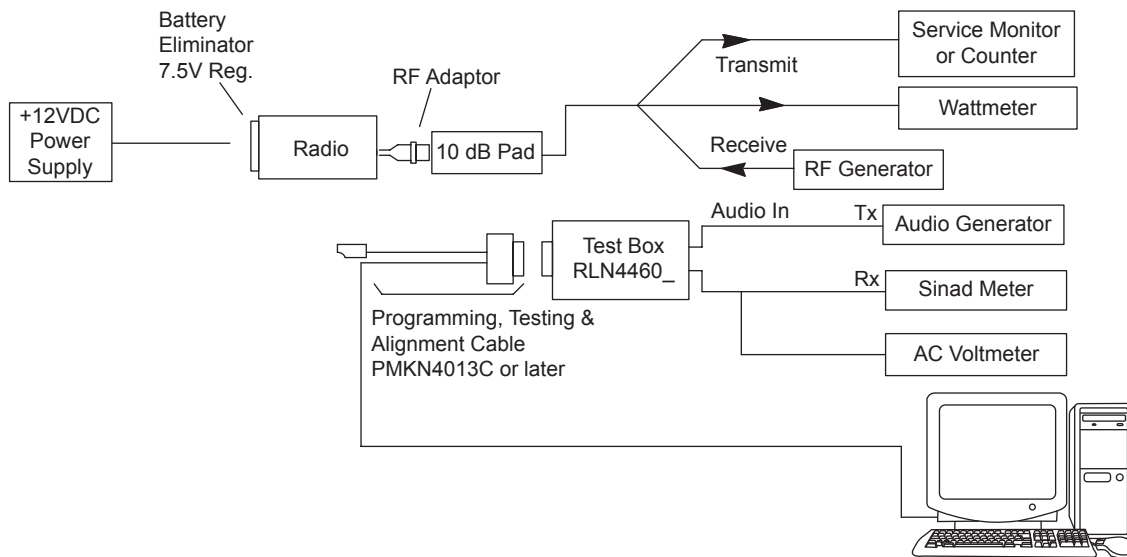 Battery
Eliminator
7.5V Reg.
RF Adaptor
+12VDC
Power
Supply
Radio
10 dB Pad
Transmit
Service Monitor
or Counter
Wattmeter
Receive
RF Generator
Audio In
Tx
Audio Generator
Test Box
RLN4460_
Rx
Sinad Meter
AC Voltmeter
Programming, Testing &
Alignment Cable
PMKN4013C or later